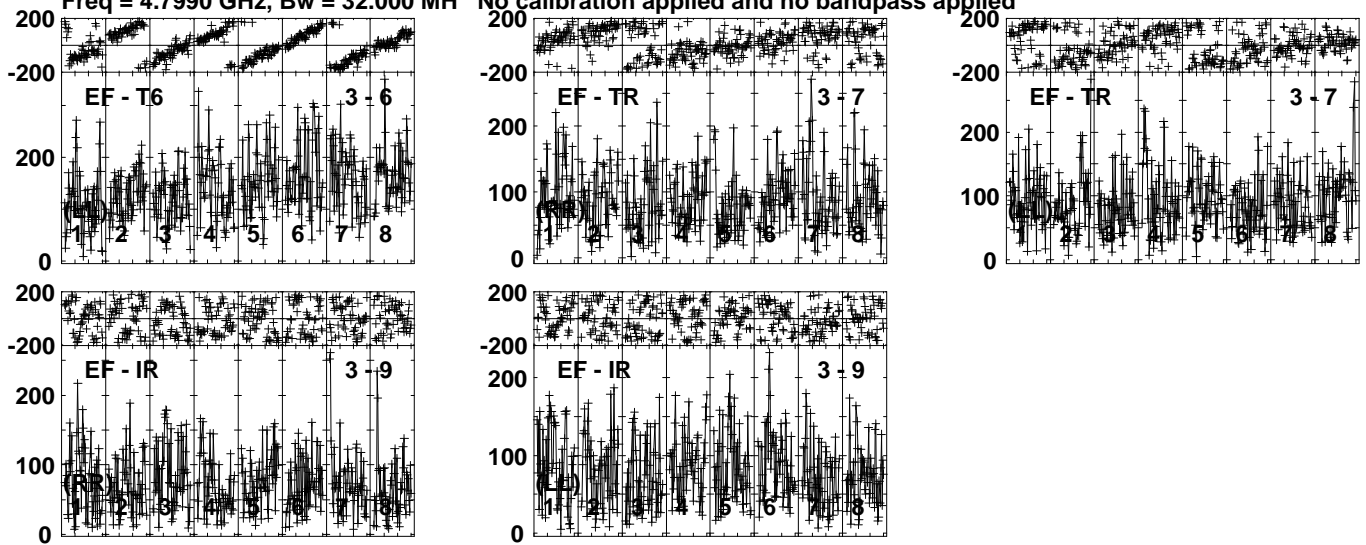 Freq = 4.7990 GHz, Bw = 32.000 MH No calibration applied and no bandpass applied
200
-200
EF - T6 3 - 6
200
(LL)
1 2 3 4 5 6 7 8
0
200
-200
EF - TR 3 - 7
200
100
(RR)
1 2 3 4 5 6 7 8
0
200
-200
EF - TR 3 - 7
200
100
(LL)
1 2 3 4 5 6 7 8
0
200
-200
EF - IR 3 - 9
200
100
(RR)
1 2 3 4 5 6 7 8
0
200
-200
EF - IR 3 - 9
200
100
(LL)
1 2 3 4 5 6 7 8
0